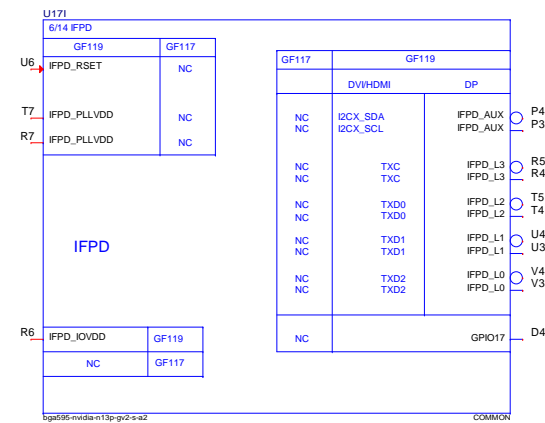 U17I
6/14 IFPD
GF119 GF117
U6 IFPD_RSET NC
T7 IFPD_PLLVDD NC
R7 IFPD_PLLVDD NC
GF117 GF119
DVI/HDMI DP
NC I2CX_SDA IFPD_AUX P4
NC I2CX_SCL IFPD_AUX P3
NC TXC IFPD_L3 R5
NC TXC IFPD_L3 R4
NC TXD0 IFPD_L2 T5
NC TXD0 IFPD_L2 T4
NC TXD1 IFPD_L1 U4
NC TXD1 IFPD_L1 U3
IFPD
NC TXD2 IFPD_L0 V4
NC TXD2 IFPD_L0 V3
R6 IFPD_IOVDD GF119
NC GF117
NC GPIO17 D4
bga595-nvidia-n13p-gv2-s-a2 COMMON